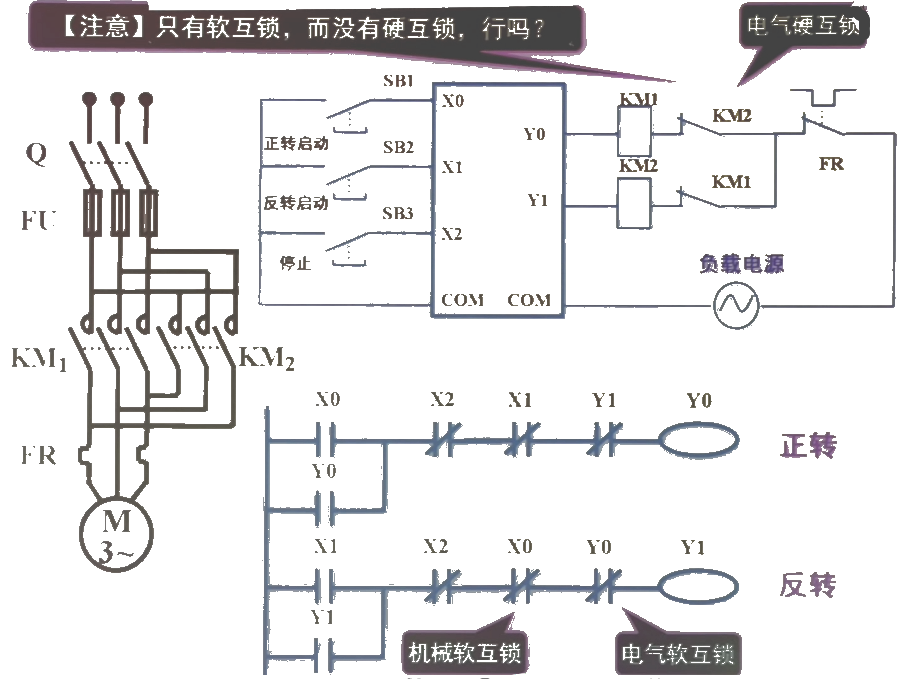 【注意】只有软互锁，而没有硬互锁，行吗？
电气硬互锁
Q
FU
KM1
KM2
FR
M
3~
SB1
X0
正转启动
SB2
X1
反转启动
SB3
X2
停止
COM
COM
Y0
Y1
KM1
KM2
KM2
KM1
FR
负载电源
X0
X2
X1
Y1
Y0
正转
Y0
X1
X2
X0
Y0
Y1
反转
Y1
机械软互锁
电气软互锁